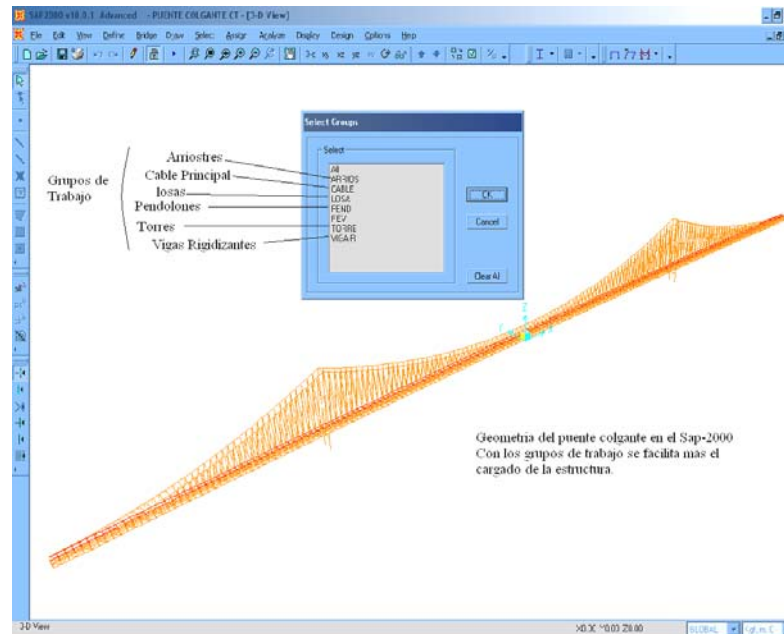 SAP2000 v10.0.1 Advanced - PUENTE COLGANTE CT - [3-D View]
File Edit View Define Bridge Draw Select Assign Analyze Display Design Options Help
Select Groups
Select
All
ARRIOS
CABLE
LOSA
PEND
TORRE
OK
Cancel
Clear All
Grupos de
Trabajo
Arriostres
Cable Principal
losas
Pendolones
Torres
Vigas Rigidizantes
Z
Geometria del puente colgante en el Sap-2000
Con los grupos de trabajo se facilita mas el
cargado de la estructura.
3-D View
GLOBAL